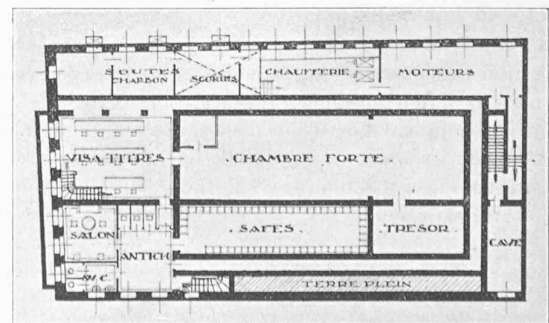 SOUTES CHARBON
SCORIES
CHAUFFERIE
MOTEURS
VISA TITRES
CHAMBRE FORTE
SALON
ANTICH
SAFES
TRESOR
CAVE
W.C.
TERRE PLEIN